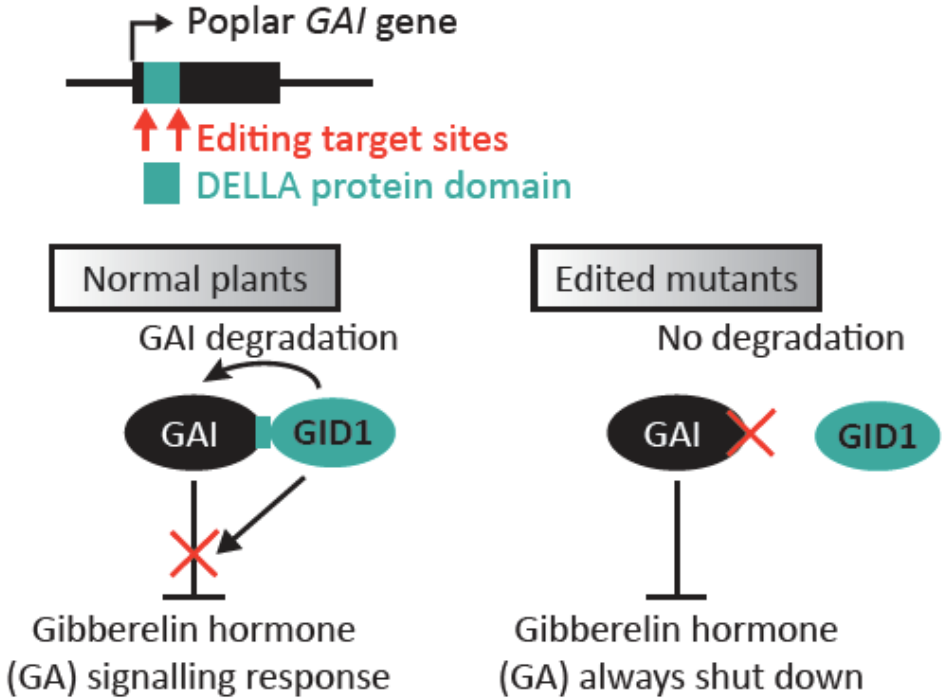 Poplar GAI gene
Editing target sites
DELLA protein domain
Normal plants
GAI degradation
GAI
GID1
Gibberelin hormone
(GA) signalling response
Edited mutants
No degradation
GAI
GID1
Gibberelin hormone
(GA) always shut down